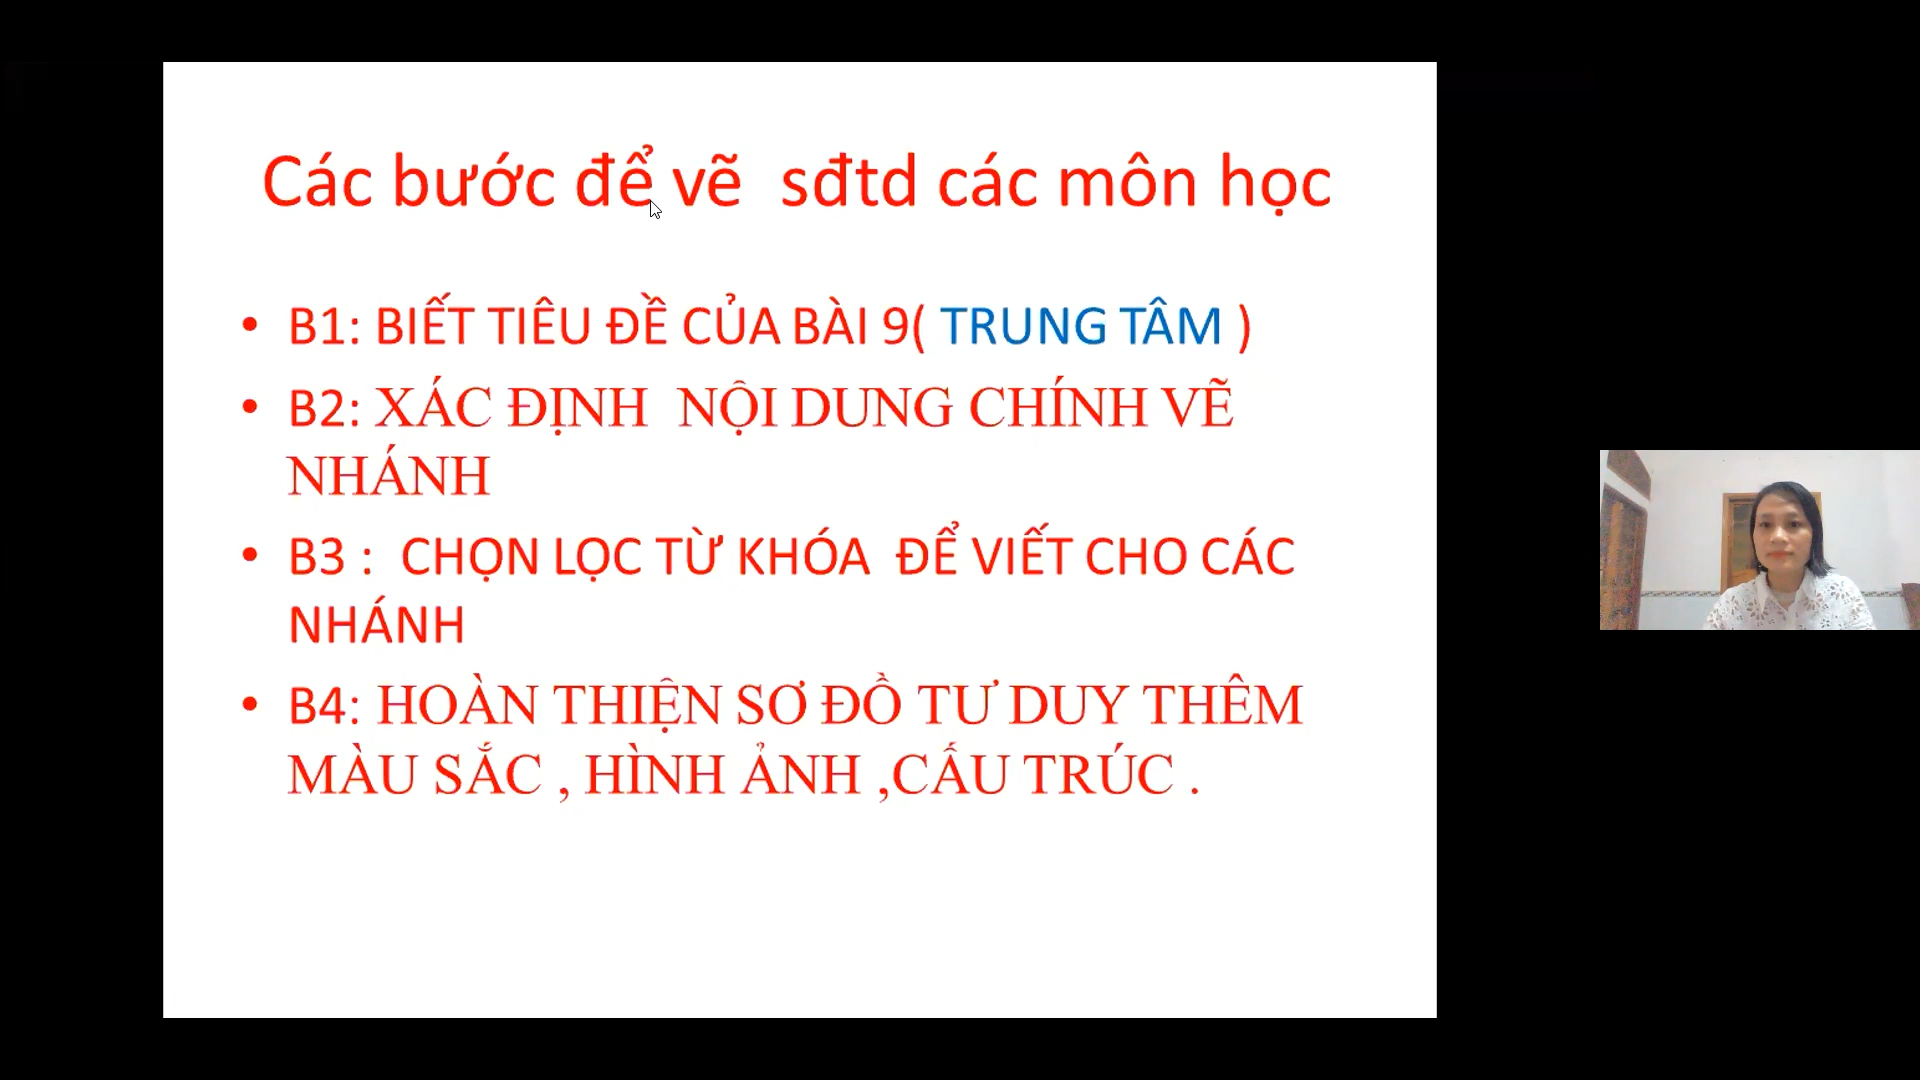 Các bước để vẽ  sđtd các môn học
• B1: BIẾT TIÊU ĐỀ CỦA BÀI 9( TRUNG TÂM )
• B2: XÁC ĐỊNH  NỘI DUNG CHÍNH VẼ
NHÁNH
• B3 :  CHỌN LỌC TỪ KHÓA  ĐỂ VIẾT CHO CÁC
NHÁNH
• B4: HOÀN THIỆN SƠ ĐỒ TƯ DUY THÊM
MÀU SẮC , HÌNH ẢNH ,CẤU TRÚC .